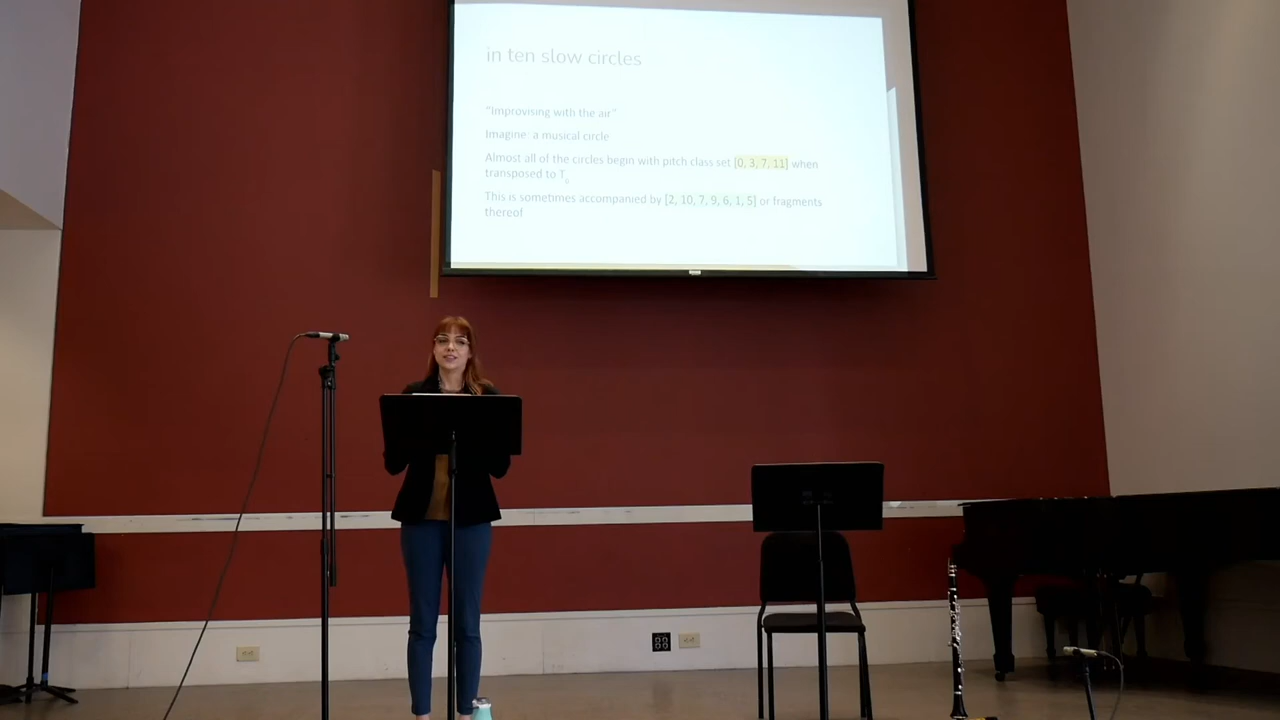 in ten slow circles
"Improvising with the air"
Imagine: a musical circle
Almost all of the circles begin with pitch class set [0, 3, 7, 11] when
transposed to T₀
This is sometimes accompanied by [2, 10, 7, 9, 6, 1, 5] or fragments
thereof